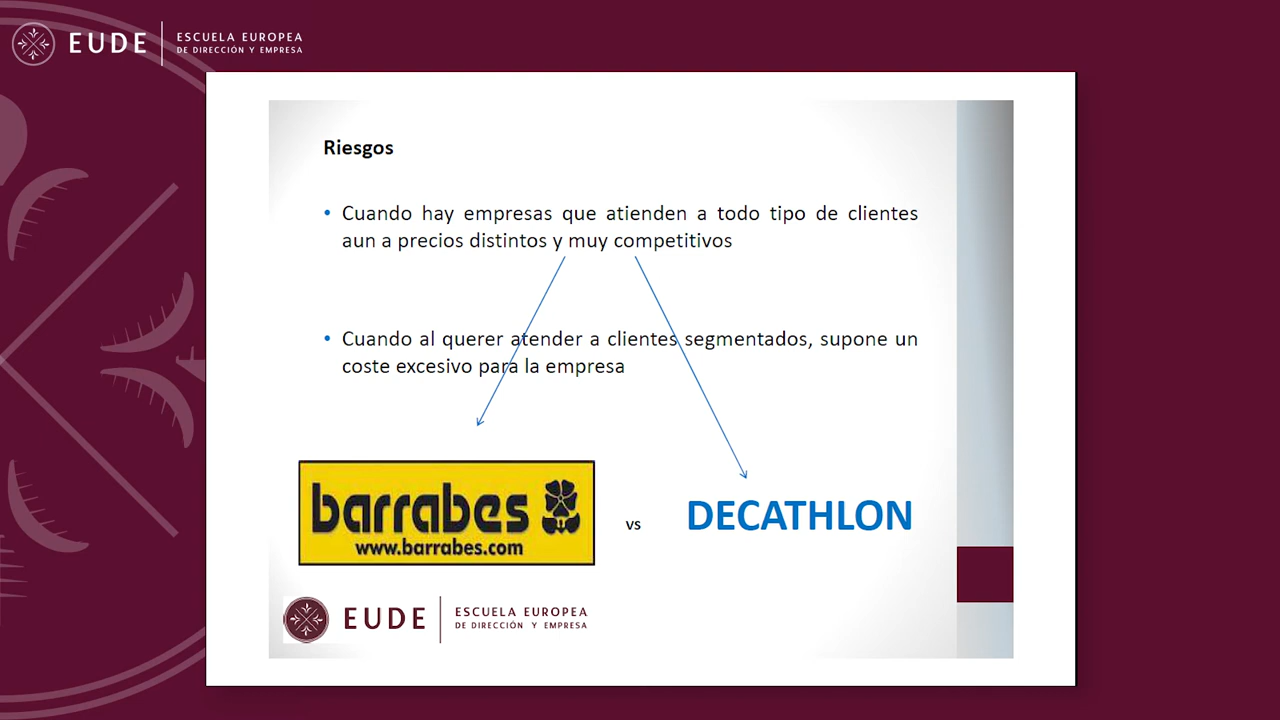 EUDE
ESCUELA EUROPEA
DE DIRECCIÓN Y EMPRESA
Riesgos
• Cuando hay empresas que atienden a todo tipo de clientes
aun a precios distintos y muy competitivos
• Cuando al querer atender a clientes segmentados, supone un
coste excesivo para la empresa
barrabes
www.barrabes.com
vs
DECATHLON
EUDE
ESCUELA EUROPEA
DE DIRECCIÓN Y EMPRESA